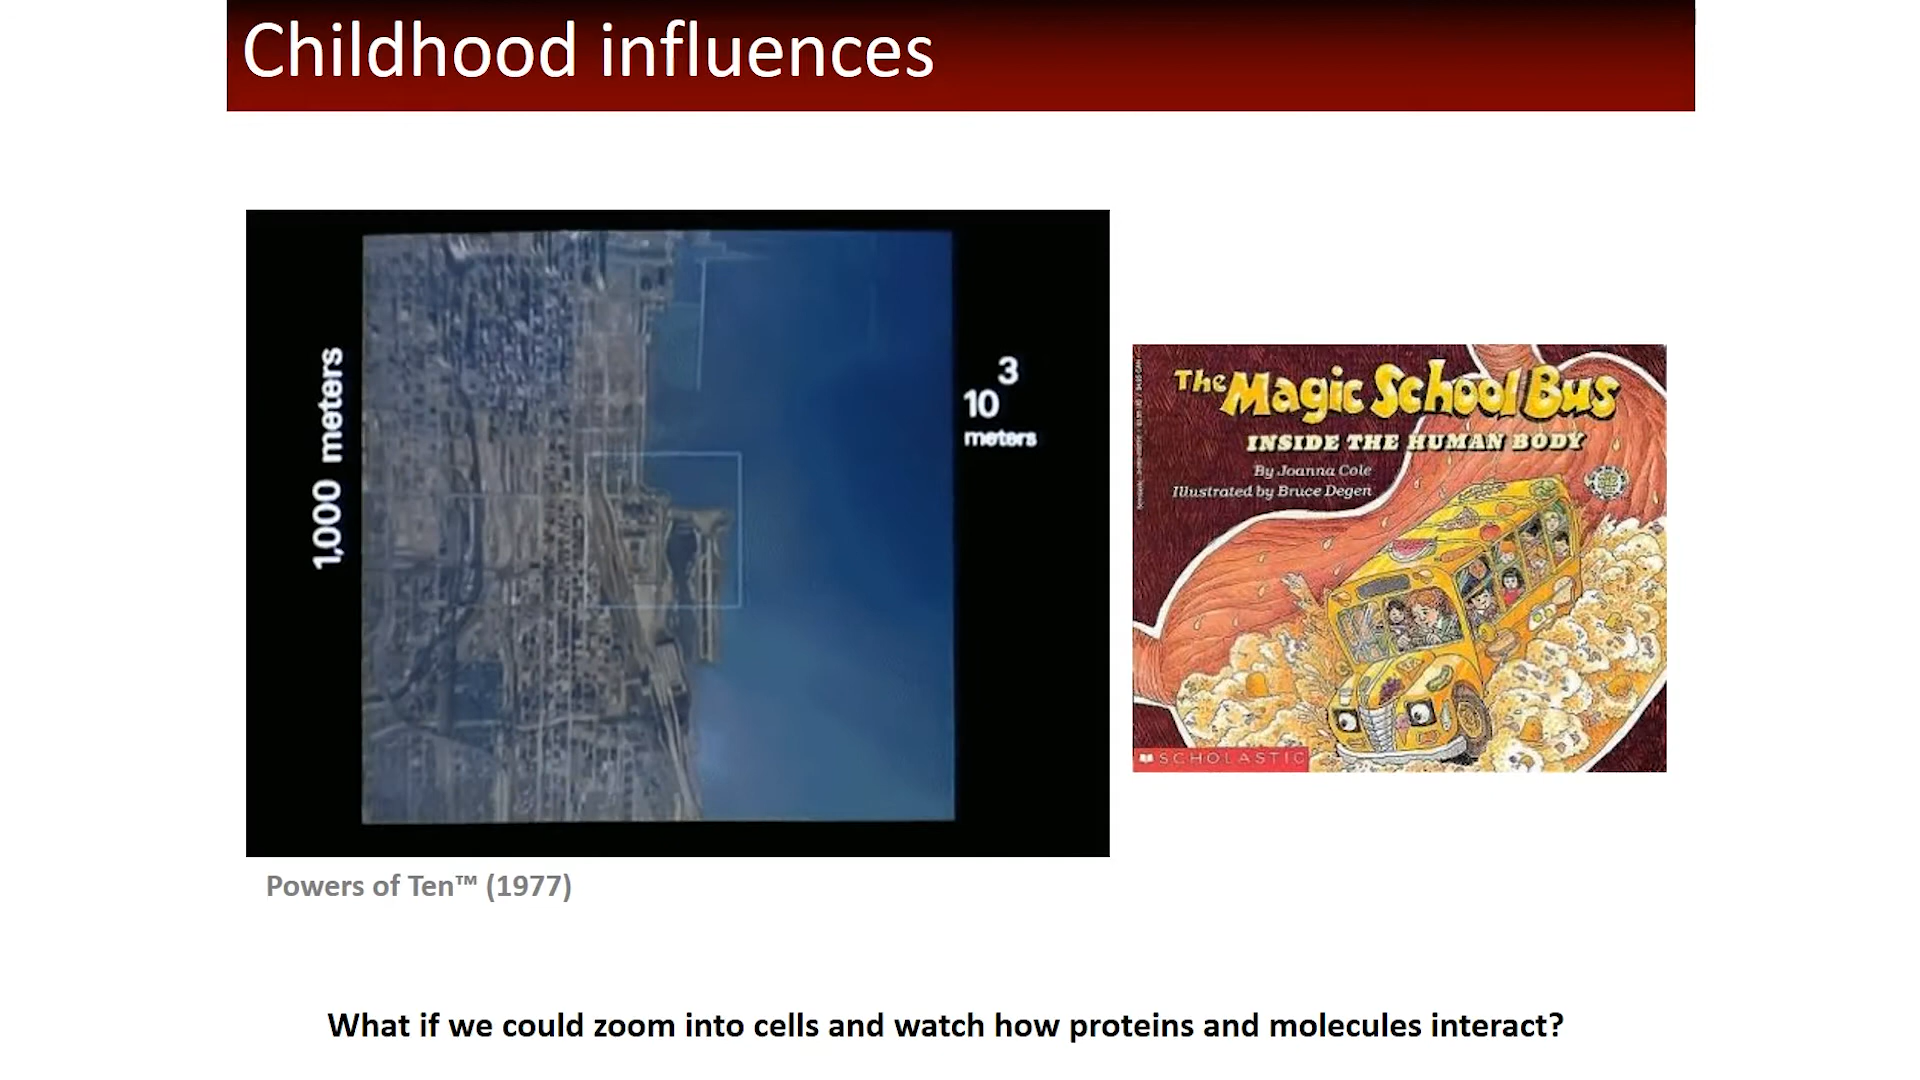 Childhood influences
1,000 meters
3
10
meters
The Magic School Bus
INSIDE THE HUMAN BODY
By Joanna Cole
Illustrated by Bruce Degen
SCHOLASTIC
Powers of Ten™ (1977)
What if we could zoom into cells and watch how proteins and molecules interact?